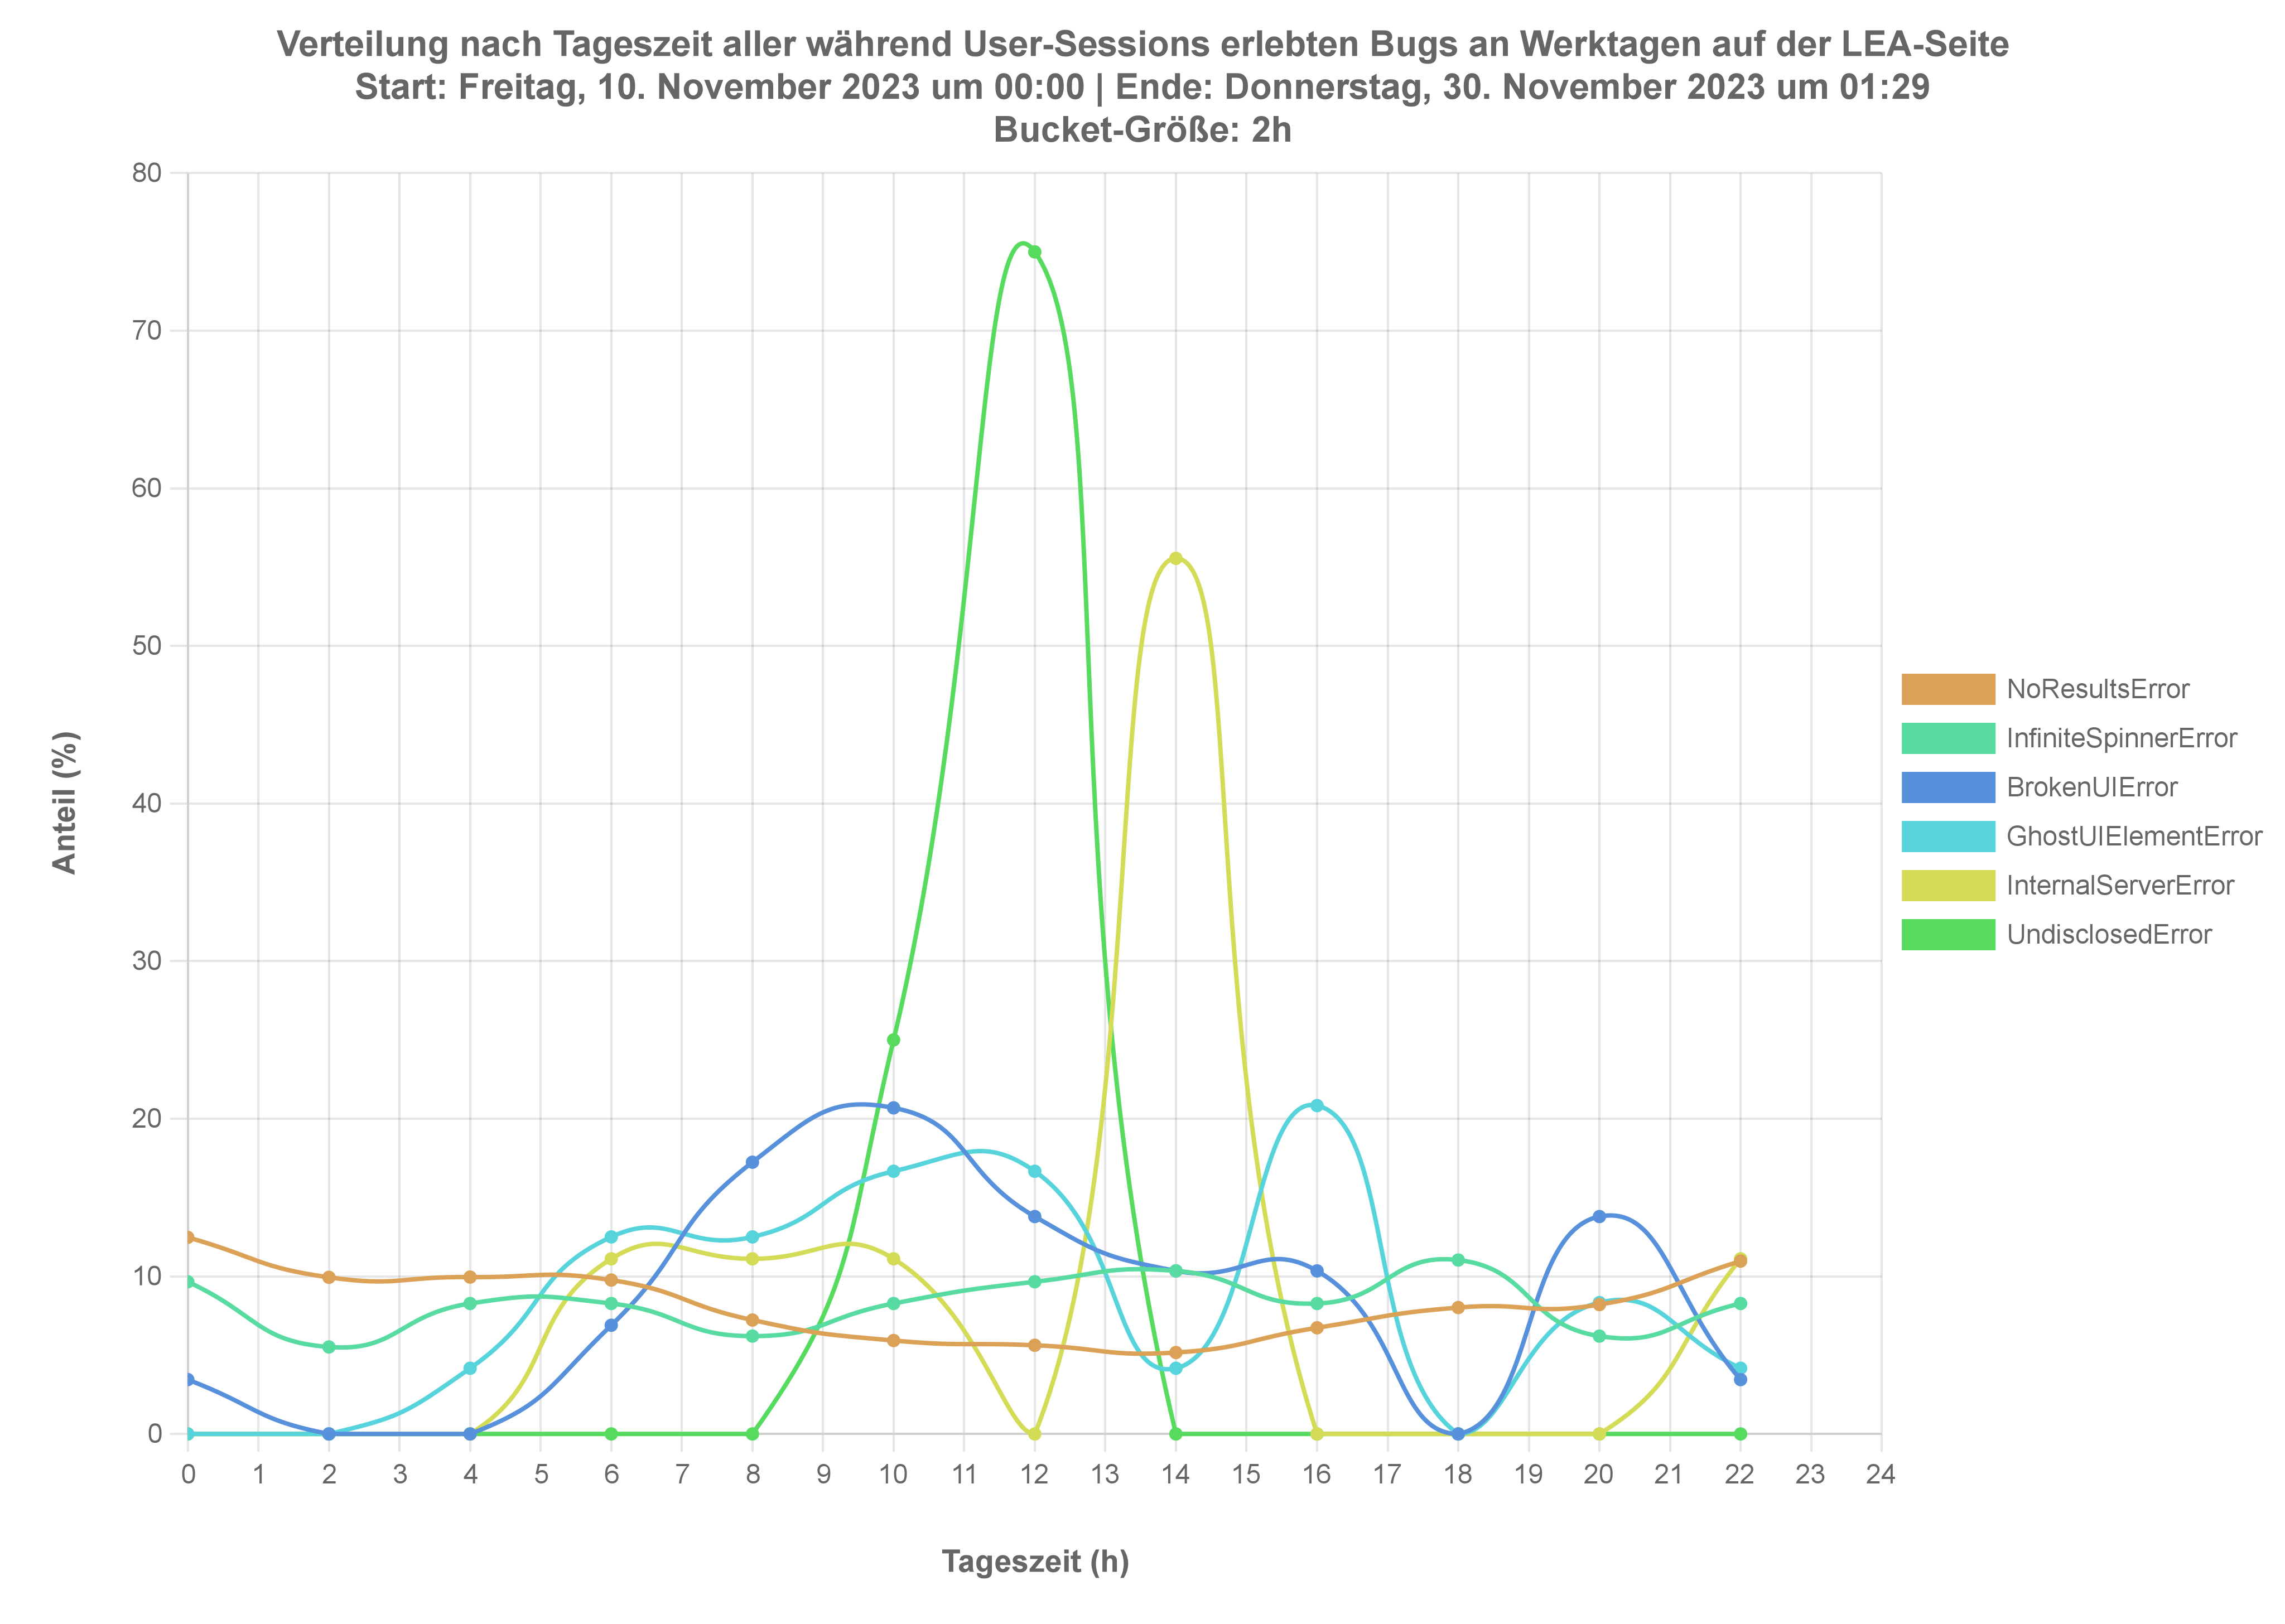 Verteilung nach Tageszeit aller während User-Sessions erlebten Bugs an Werktagen auf der LEA-Seite
Start: Freitag, 10. November 2023 um 00:00 | Ende: Donnerstag, 30. November 2023 um 01:29
Bucket-Größe: 2h
80
70
60
50
40
30
20
10
0
Anteil (%)
0 1 2 3 4 5 6 7 8 9 10 11 12 13 14 15 16 17 18 19 20 21 22 23 24
Tageszeit (h)
NoResultsError
InfiniteSpinnerError
BrokenUIError
GhostUIElementError
InternalServerError
UndisclosedError